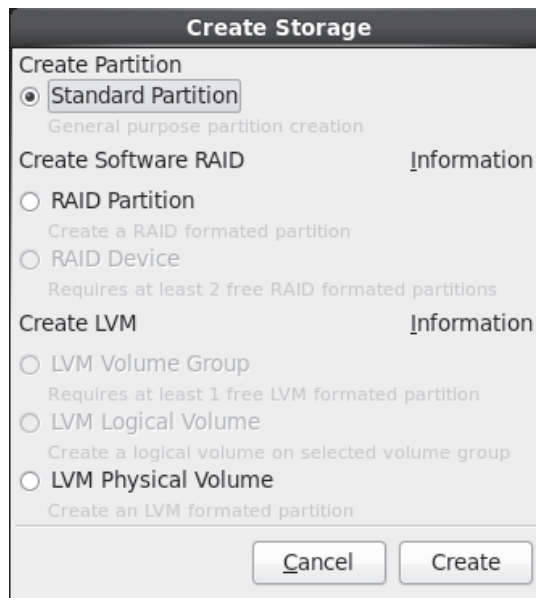 Create Storage
Create Partition
Standard Partition
General purpose partition creation
Create Software RAID Information
RAID Partition
Create a RAID formated partition
RAID Device
Requires at least 2 free RAID formated partitions
Create LVM Information
LVM Volume Group
Requires at least 1 free LVM formated partition
LVM Logical Volume
Create a logical volume on selected volume group
LVM Physical Volume
Create an LVM formated partition
Cancel Create